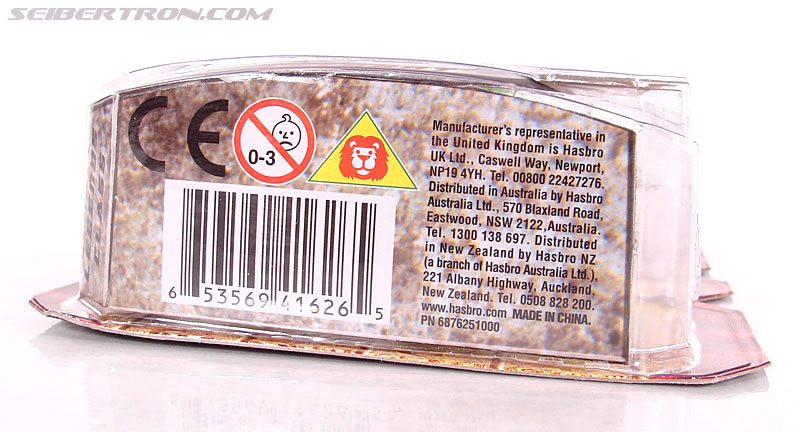 SEIBERTRON.COM
CE
0-3
Manufacturer's representative in
the United Kingdom is Hasbro
UK Ltd., Caswell Way, Newport,
NP19 4YH. Tel. 00800 22427276.
Distributed in Australia by Hasbro
Australia Ltd., 570 Blaxland Road,
Eastwood, NSW 2122, Australia.
Tel. 1300 138 697. Distributed
in New Zealand by Hasbro NZ
(a branch of Hasbro Australia Ltd.),
221 Albany Highway, Auckland,
New Zealand. Tel. 0508 828 200.
www.hasbro.com MADE IN CHINA.
PN 6876251000
6 53569 41626 5